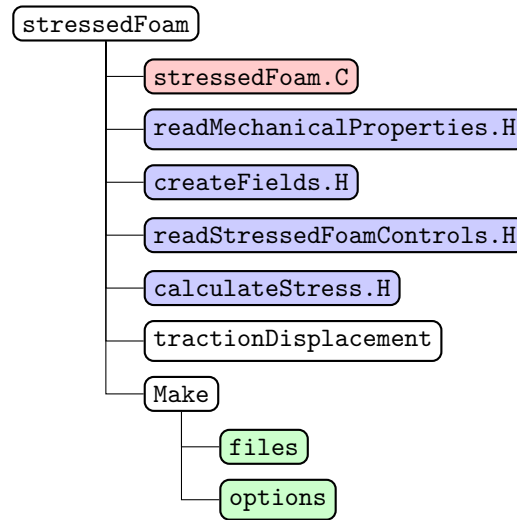 stressedFoam
stressedFoam.C
readMechanicalProperties.H
createFields.H
readStressedFoamControls.H
calculateStress.H
tractionDisplacement
Make
files
options